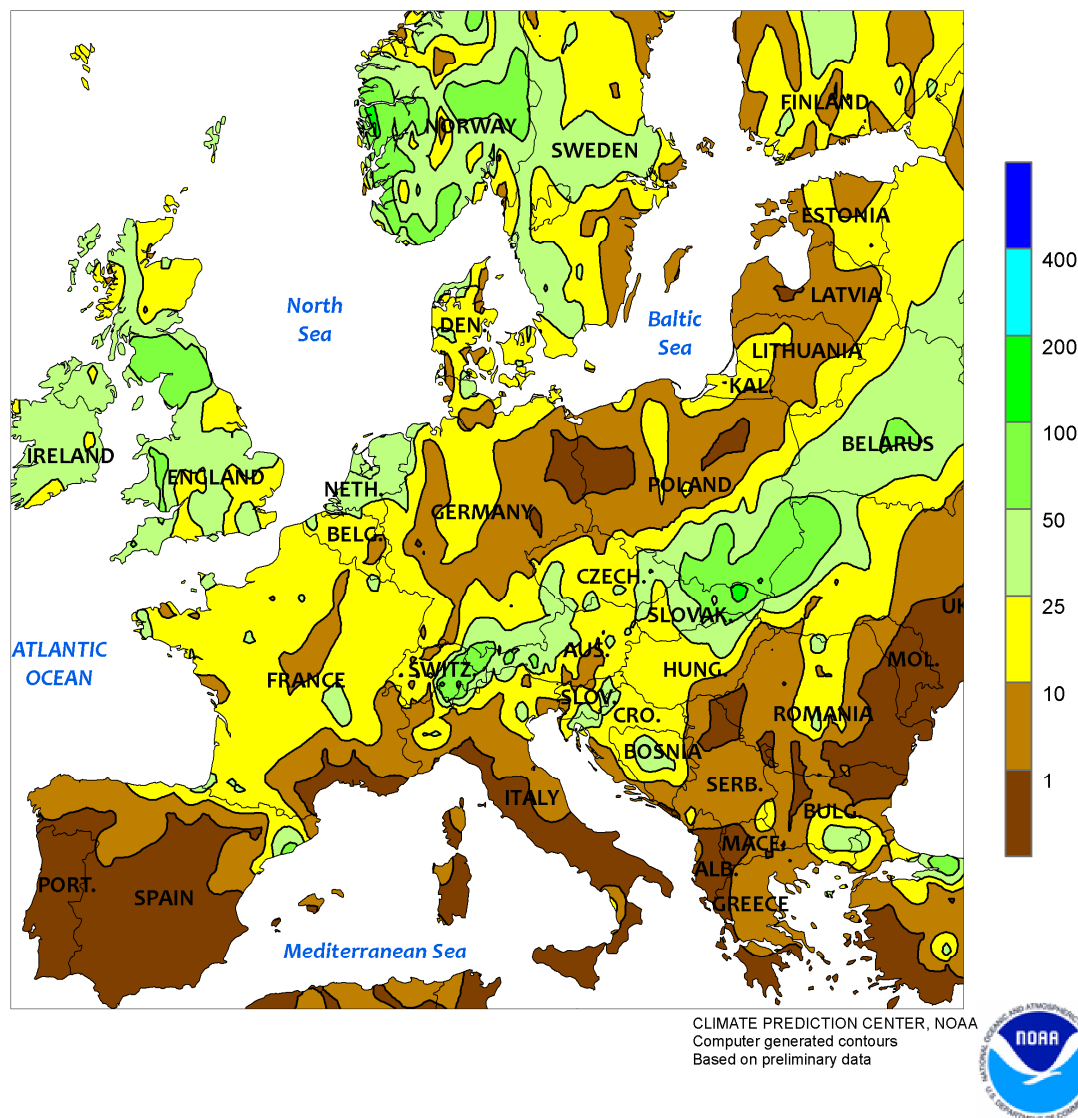 FINLAND
NORWAY
SWEDEN
ESTONIA
400
North
Sea
LATVIA
Baltic
Sea
DEN.
200
LITHUANIA
KAL.
100
IRELAND
BELARUS
ENGLAND
NETH.
POLAND
GERMANY
50
BELG.
CZECH.
25
UK
SLOVAK.
ATLANTIC
OCEAN
AUS.
MOL.
SWITZ.
HUNG.
FRANCE
10
SLOV.
CRO.
ROMANIA
BOSNIA
1
SERB.
ITALY
BULG.
MACE.
ALB.
PORT.
SPAIN
GREECE
Mediterranean Sea
CLIMATE PREDICTION CENTER, NOAA
Computer generated contours
Based on preliminary data
NOAA